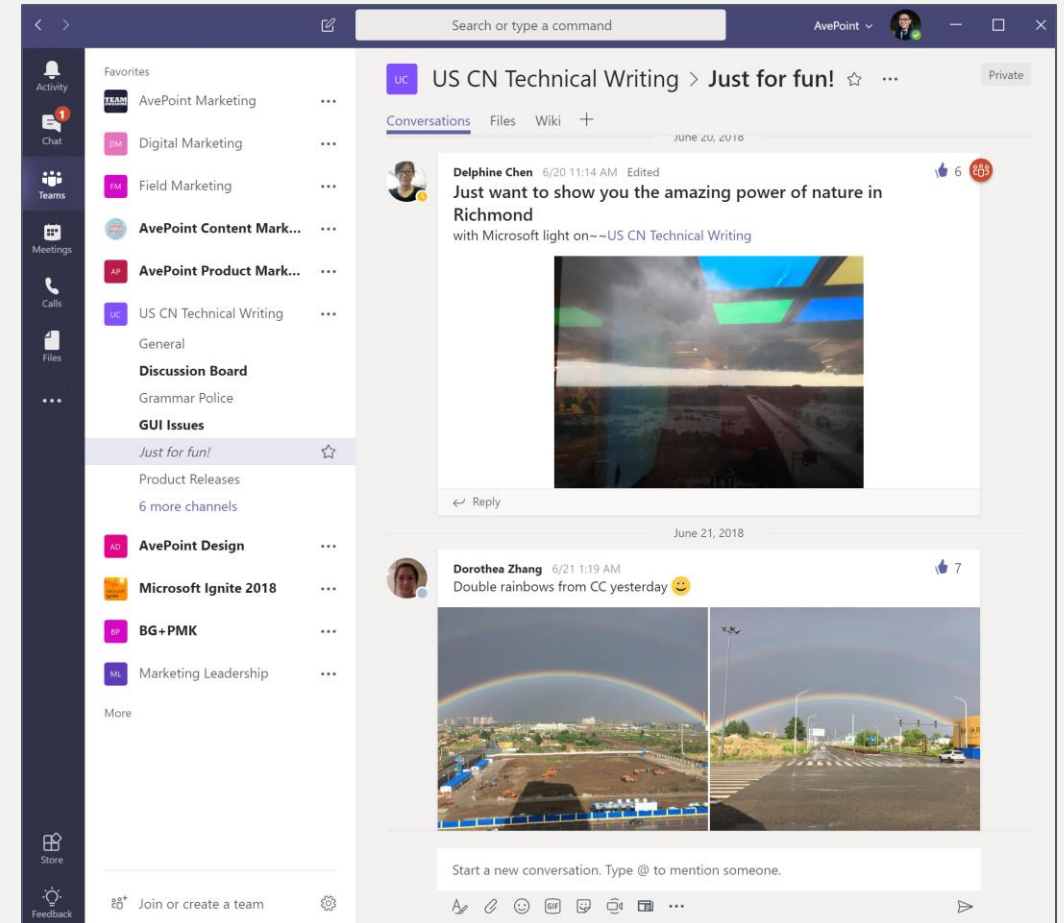 Search or type a command
AvePoint
Activity
1
Chat
Teams
Meetings
Calls
Files
Store
Feedback
Favorites
TEAM AWESOME
AvePoint Marketing
DM
Digital Marketing
FM
Field Marketing
AvePoint Content Mark...
AP
AvePoint Product Mark...
UC
US CN Technical Writing
General
Discussion Board
Grammar Police
GUI Issues
Just for fun!
Product Releases
6 more channels
AD
AvePoint Design
Microsoft Ignite 2018
BP
BG+PMK
ML
Marketing Leadership
More
Join or create a team
UC
US CN Technical Writing > Just for fun!
Private
Conversations Files Wiki
June 20, 2018
Delphine Chen 6/20 11:14 AM Edited
6
Just want to show you the amazing power of nature in
Richmond
with Microsoft light on~~US CN Technical Writing
Reply
June 21, 2018
Dorothea Zhang 6/21 1:19 AM
7
Double rainbows from CC yesterday
Start a new conversation. Type @ to mention someone.
GIF